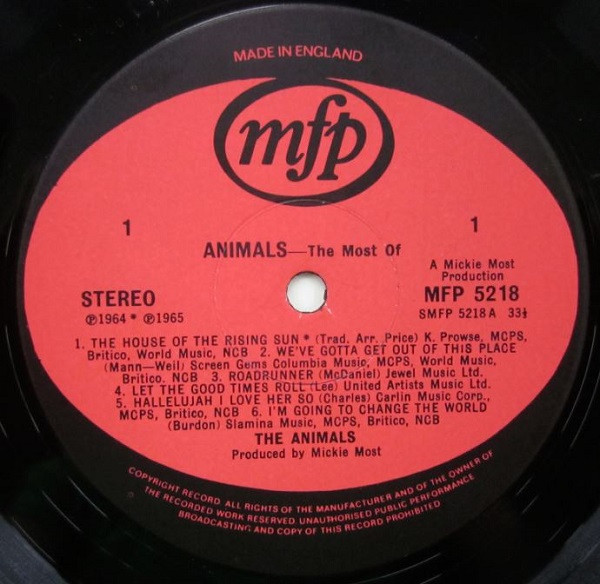 MADE IN ENGLAND
mfp
1
1
ANIMALS—The Most Of
A Mickie Most
Production
STEREO
MFP 5218
℗1964 * ℗1965
SMFP 5218 A 33⅓
1. THE HOUSE OF THE RISING SUN * (Trad. Arr. Price) K. Prowse, MCPS,
Britico, World Music, NCB 2. WE'VE GOTTA GET OUT OF THIS PLACE
(Mann—Weil) Screen Gems Columbia Music, MCPS, World Music,
Britico. NCB 3. ROADRUNNER (McDaniel) Jewel Music Ltd.
4. LET THE GOOD TIMES ROLL (Lee) United Artists Music Ltd.
5. HALLELUJAH I LOVE HER SO (Charles) Carlin Music Corp.,
MCPS, Britico, NCB 6. I'M GOING TO CHANGE THE WORLD
(Burdon) Slamina Music, MCPS, Britico, NCB
THE ANIMALS
Produced by Mickie Most
COPYRIGHT RECORD. ALL RIGHTS OF THE MANUFACTURER AND OF THE OWNER OF
THE RECORDED WORK RESERVED UNAUTHORISED PUBLIC PERFORMANCE
BROADCASTING AND COPY OF THIS RECORD PROHIBITED